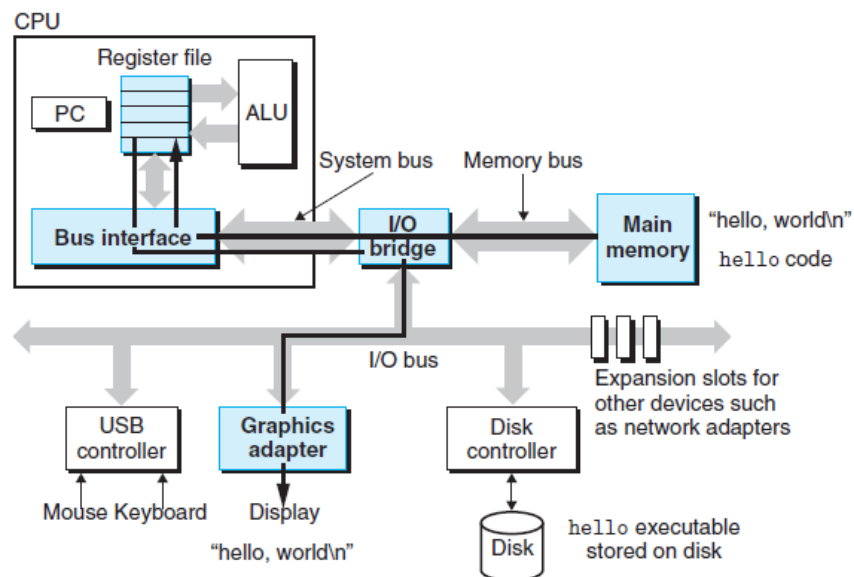 CPU
Register file
PC
ALU
System bus
Memory bus
Bus interface
I/O
bridge
Main
memory
“hello, world\n”
hello code
I/O bus
Expansion slots for
other devices such
as network adapters
USB
controller
Graphics
adapter
Disk
controller
Mouse Keyboard
Display
“hello, world\n”
Disk
hello executable
stored on disk